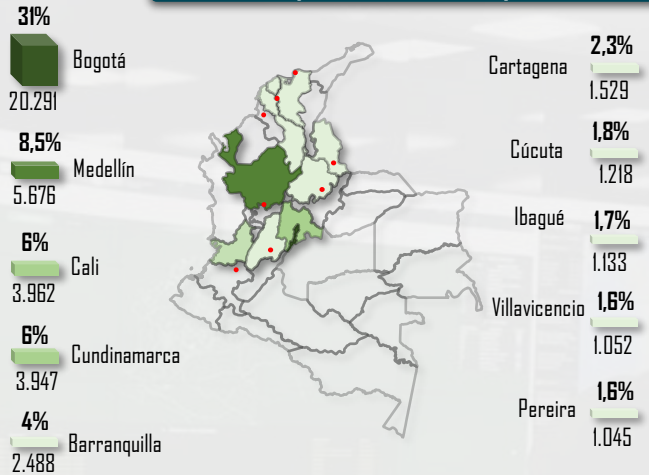 31%
Bogotá
20.291
8,5%
Medellín
5.676
6%
Cali
3.962
6%
Cundinamarca
3.947
4%
Barranquilla
2.488
2,3%
Cartagena
1.529
1,8%
Cúcuta
1.218
1,7%
Ibagué
1.133
1,6%
Villavicencio
1.052
1,6%
Pereira
1.045